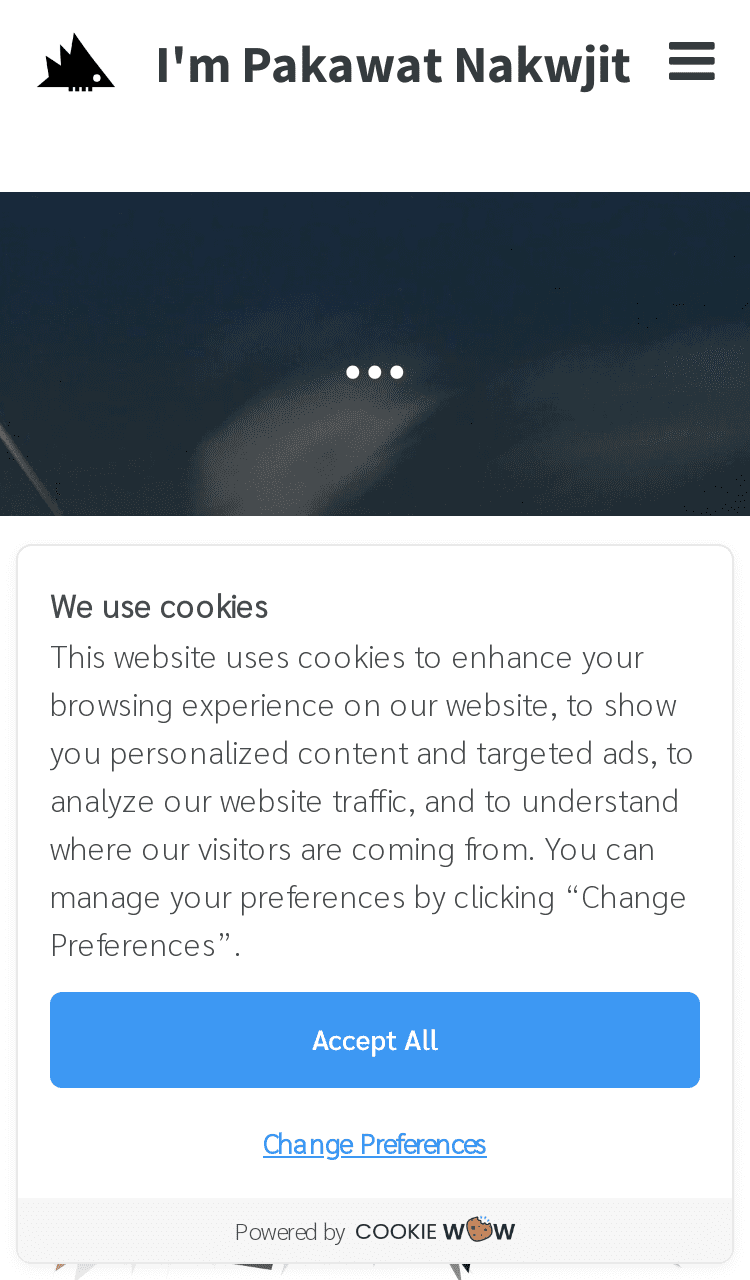 I'm Pakawat Nakwjit
We use cookies
This website uses cookies to enhance your
browsing experience on our website, to show
you personalized content and targeted ads, to
analyze our website traffic, and to understand
where our visitors are coming from. You can
manage your preferences by clicking “Change
Preferences”.
Accept All
Change Preferences
Powered by COOKIE WOW